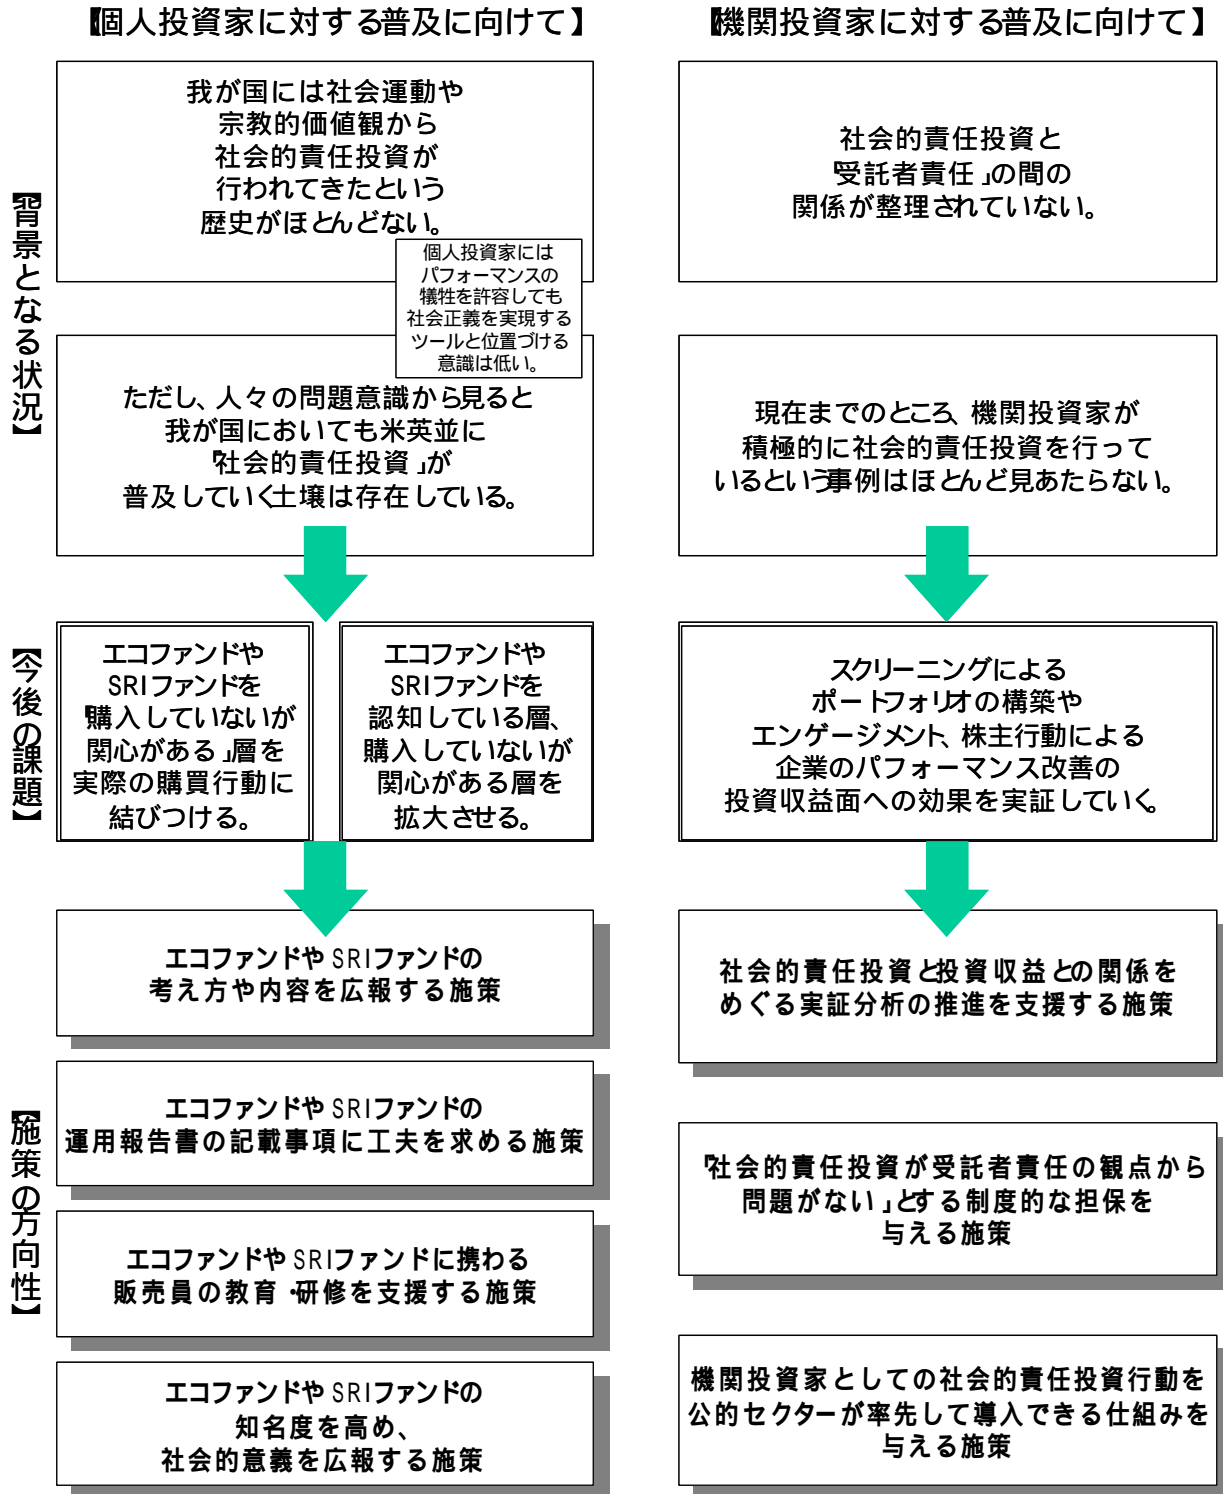 【個人投資家に対する普及に向けて】
【機関投資家に対する普及に向けて】
【背景となる状況】
我が国には社会運動や
宗教的価値観から
社会的責任投資が
行われてきたという
歴史がほとんどない。
個人投資家には
パフォーマンスの
犠牲を許容しても
社会正義を実現する
ツールと位置づける
意識は低い。
ただし、人々の問題意識から見ると
我が国においても米英並に
「社会的責任投資」が
普及していく土壌は存在している。
社会的責任投資と
「受託者責任」の間の
関係が整理されていない。
現在までのところ、機関投資家が
積極的に社会的責任投資を行って
いるという事例はほとんど見あたらない。
【今後の課題】
エコファンドや
SRIファンドを
「購入していないが
関心がある」層を
実際の購買行動に
結びつける。
エコファンドや
SRIファンドを
認知している層、
購入していないが
関心がある層を
拡大させる。
スクリーニングによる
ポートフォリオの構築や
エンゲージメント、株主行動による
企業のパフォーマンス改善の
投資収益面への効果を実証していく。
【施策の方向性】
エコファンドやSRIファンドの
考え方や内容を広報する施策
エコファンドやSRIファンドの
運用報告書の記載事項に工夫を求める施策
エコファンドやSRIファンドに携わる
販売員の教育・研修を支援する施策
エコファンドやSRIファンドの
知名度を高め、
社会的意義を広報する施策
社会的責任投資と投資収益との関係を
めぐる実証分析の推進を支援する施策
「社会的責任投資が受託者責任の観点から
問題がない」とする制度的な担保を
与える施策
機関投資家としての社会的責任投資行動を
公的セクターが率先して導入できる仕組みを
与える施策